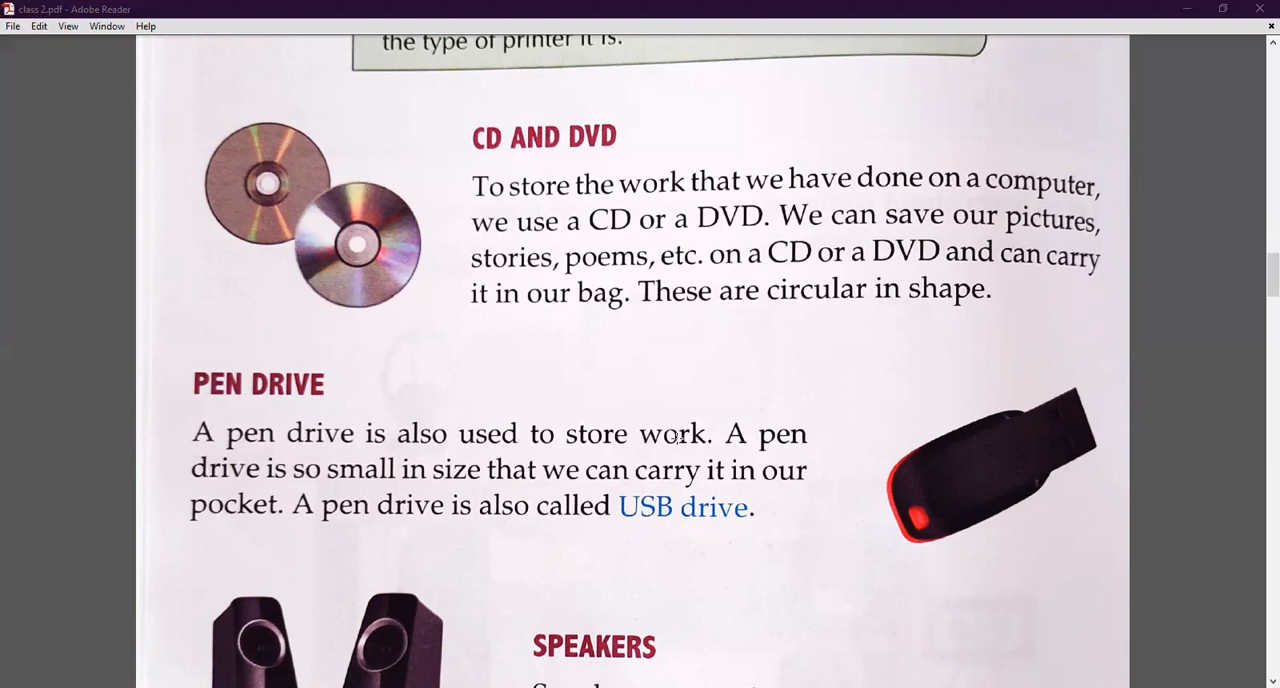 class 2.pdf - Adobe Reader
File Edit View Window Help
the type of printer it is.
CD AND DVD
To store the work that we have done on a computer,
we use a CD or a DVD. We can save our pictures,
stories, poems, etc. on a CD or a DVD and can carry
it in our bag. These are circular in shape.
PEN DRIVE
A pen drive is also used to store work. A pen
drive is so small in size that we can carry it in our
pocket. A pen drive is also called USB drive.
SPEAKERS